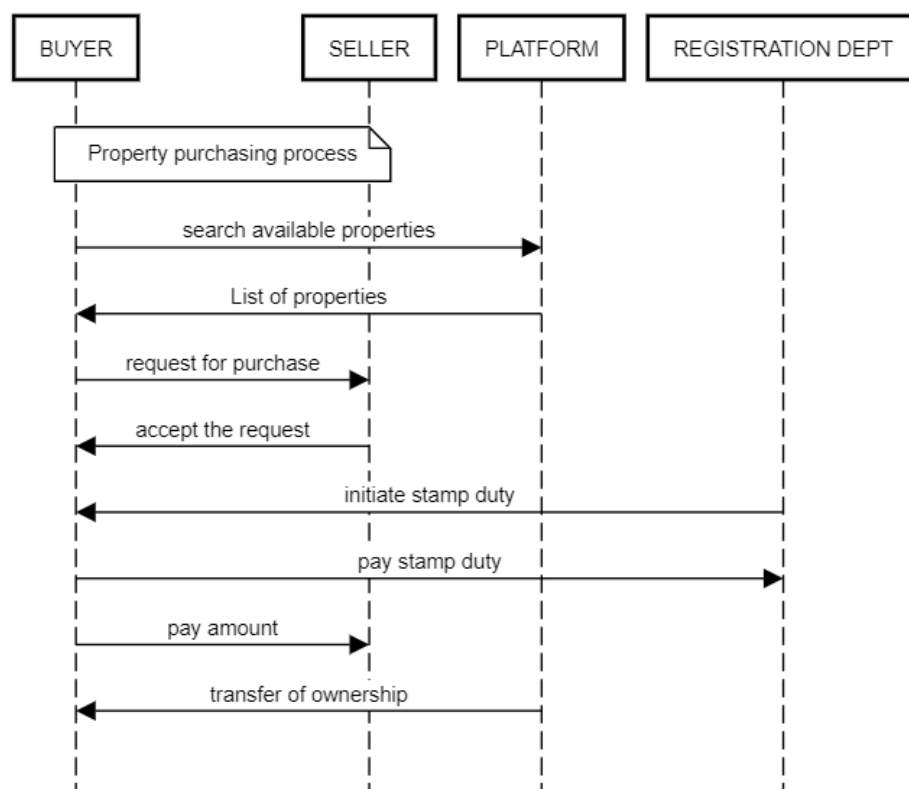 BUYER
SELLER
PLATFORM
REGISTRATION DEPT
Property purchasing process
search available properties
List of properties
request for purchase
accept the request
initiate stamp duty
pay stamp duty
pay amount
transfer of ownership